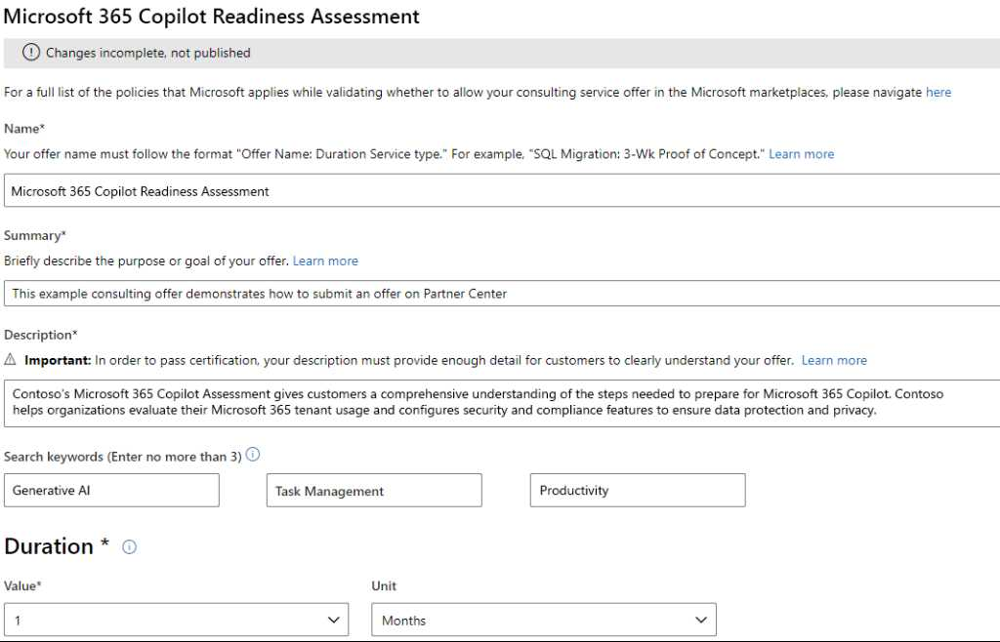 Microsoft 365 Copilot Readiness Assessment
Changes incomplete, not published
For a full list of the policies that Microsoft applies while validating whether to allow your consulting service offer in the Microsoft marketplaces, please navigate here
Name*
Your offer name must follow the format "Offer Name: Duration Service type." For example, "SQL Migration: 3-Wk Proof of Concept." Learn more
Microsoft 365 Copilot Readiness Assessment
Summary*
Briefly describe the purpose or goal of your offer. Learn more
This example consulting offer demonstrates how to submit an offer on Partner Center
Description*
Important: In order to pass certification, your description must provide enough detail for customers to clearly understand your offer. Learn more
Contoso's Microsoft 365 Copilot Assessment gives customers a comprehensive understanding of the steps needed to prepare for Microsoft 365 Copilot. Contoso
helps organizations evaluate their Microsoft 365 tenant usage and configures security and compliance features to ensure data protection and privacy.
Search keywords (Enter no more than 3)
Generative AI Task Management Productivity
Duration *
Value* Unit
1 Months